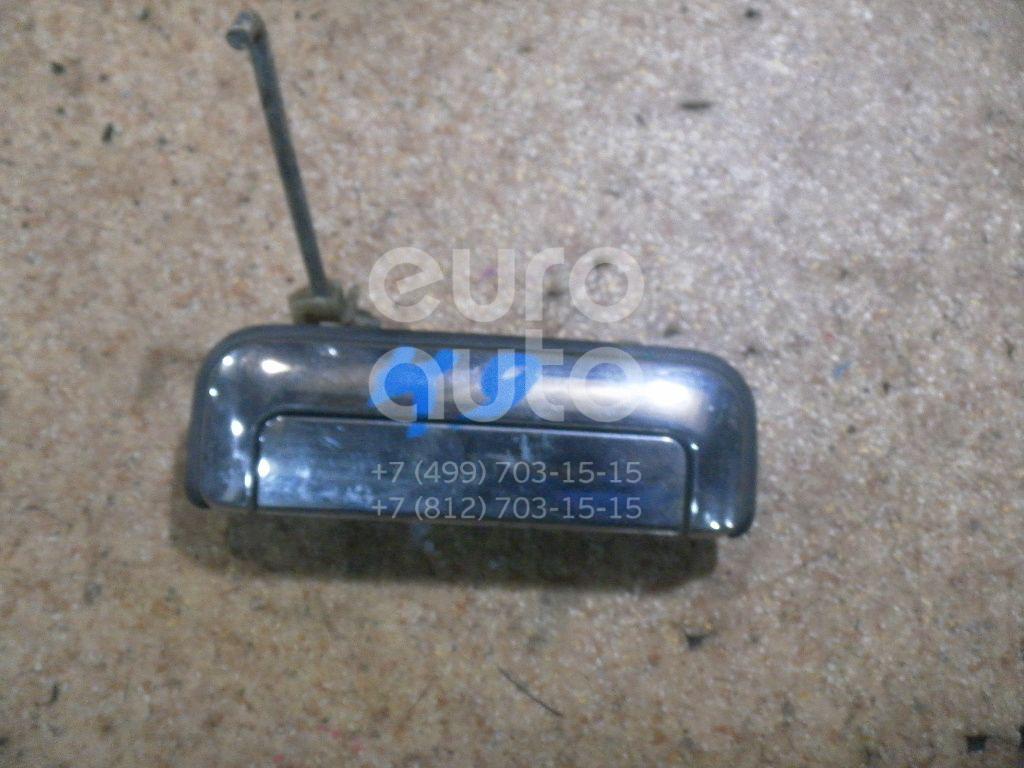 euro
auto
+7 (499) 703-15-15
+7 (812) 703-15-15